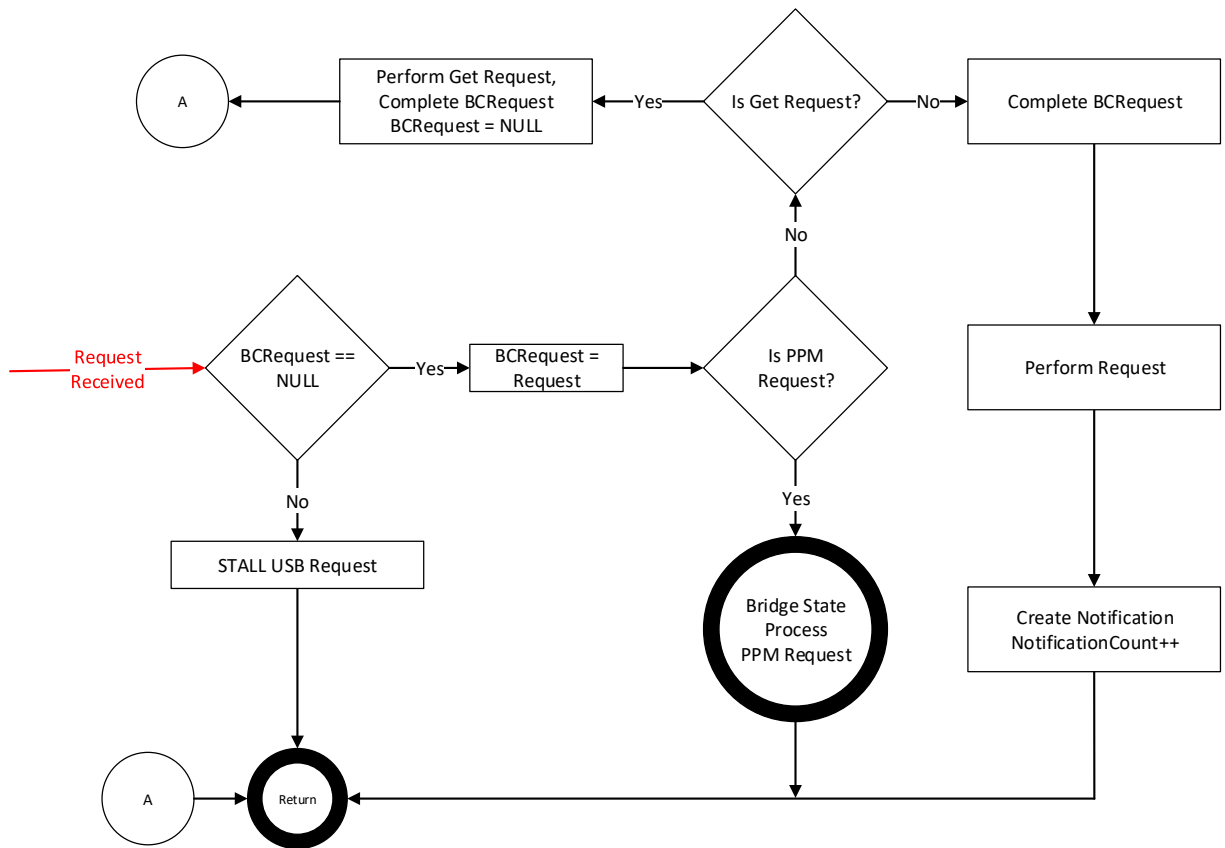 A
Perform Get Request,
Complete BCRequest
BCRequest = NULL
Yes
Is Get Request?
No
Complete BCRequest
No
Request
Received
BCRequest ==
NULL
Yes
BCRequest =
Request
Is PPM
Request?
Perform Request
No
Yes
STALL USB Request
Bridge State
Process
PPM Request
Create Notification
NotificationCount++
A
Return